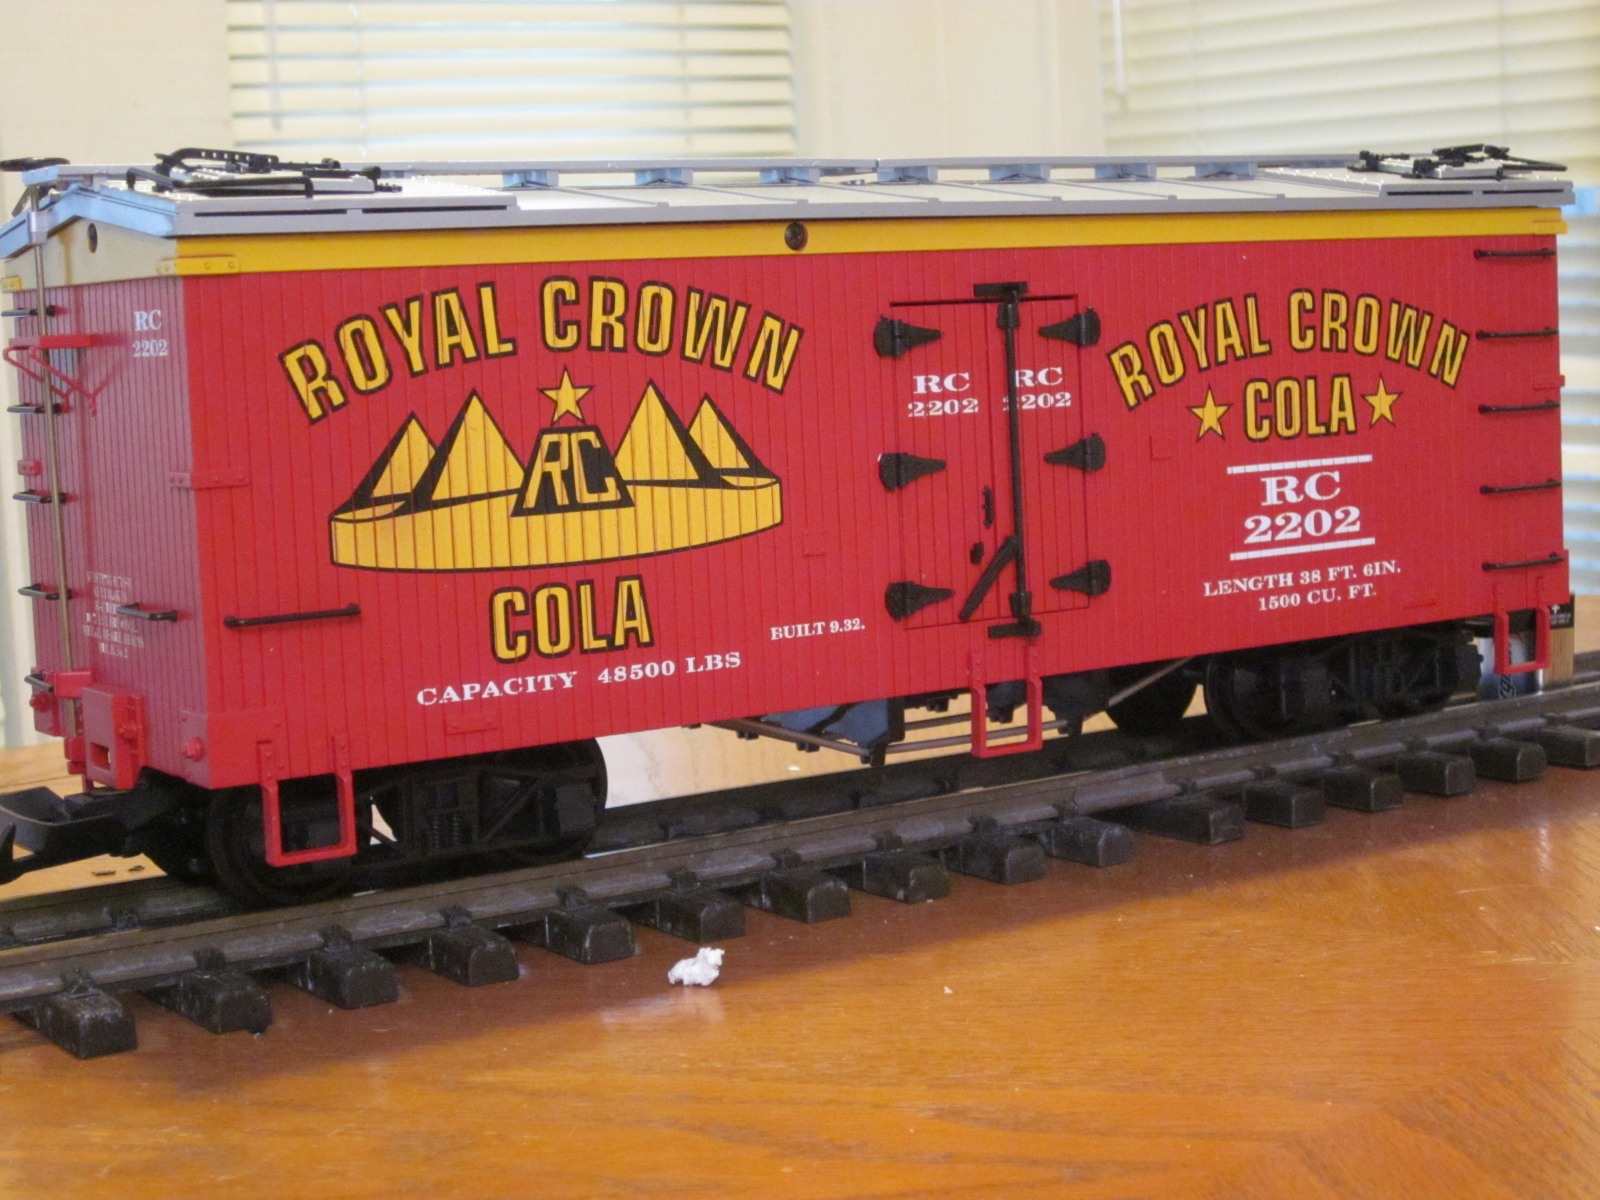 RC
2202
ROYAL CROWN
RC
COLA
CAPACITY 48500 LBS
BUILT 9.32.
RC
2202
RC
2202
ROYAL CROWN
COLA
RC
2202
LENGTH 38 FT. 6IN.
1500 CU. FT.